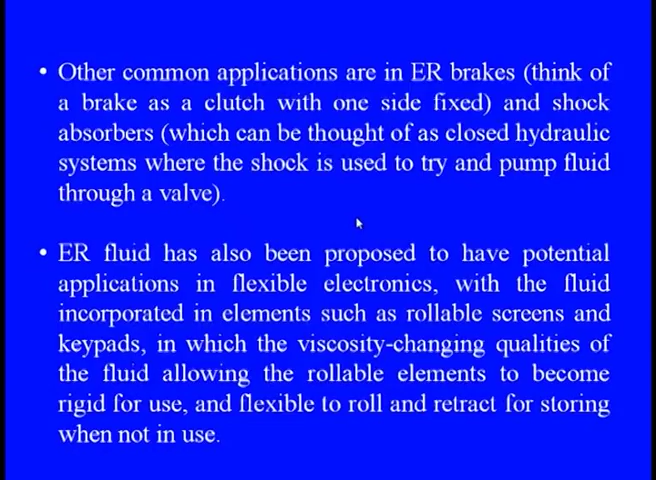 • Other common applications are in ER brakes (think of
a brake as a clutch with one side fixed) and shock
absorbers (which can be thought of as closed hydraulic
systems where the shock is used to try and pump fluid
through a valve).
• ER fluid has also been proposed to have potential
applications in flexible electronics, with the fluid
incorporated in elements such as rollable screens and
keypads, in which the viscosity-changing qualities of
the fluid allowing the rollable elements to become
rigid for use, and flexible to roll and retract for storing
when not in use.